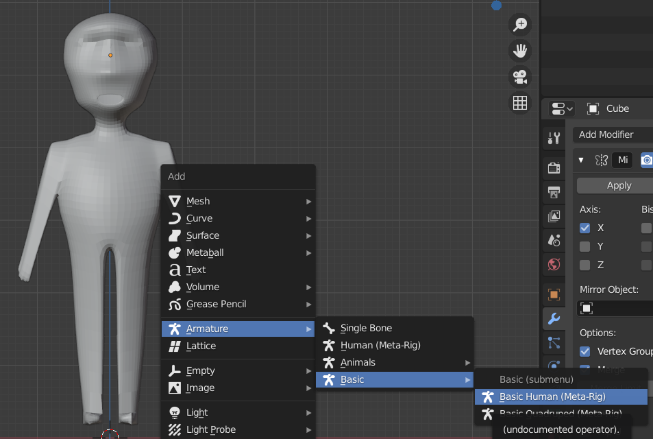 Cube
Add Modifier
Mi
Apply
Axis:
Bis
X
Y
Z
Mirror Object:
Options:
Vertex Group
Add
Mesh
Curve
Surface
Metaball
Text
Volume
Grease Pencil
Armature
Lattice
Empty
Image
Light
Light Probe
Single Bone
Human (Meta-Rig)
Animals
Basic
Basic (submenu)
Basic Human (Meta-Rig)
Basic Quadruped (Meta-Rig)
(undocumented operator).